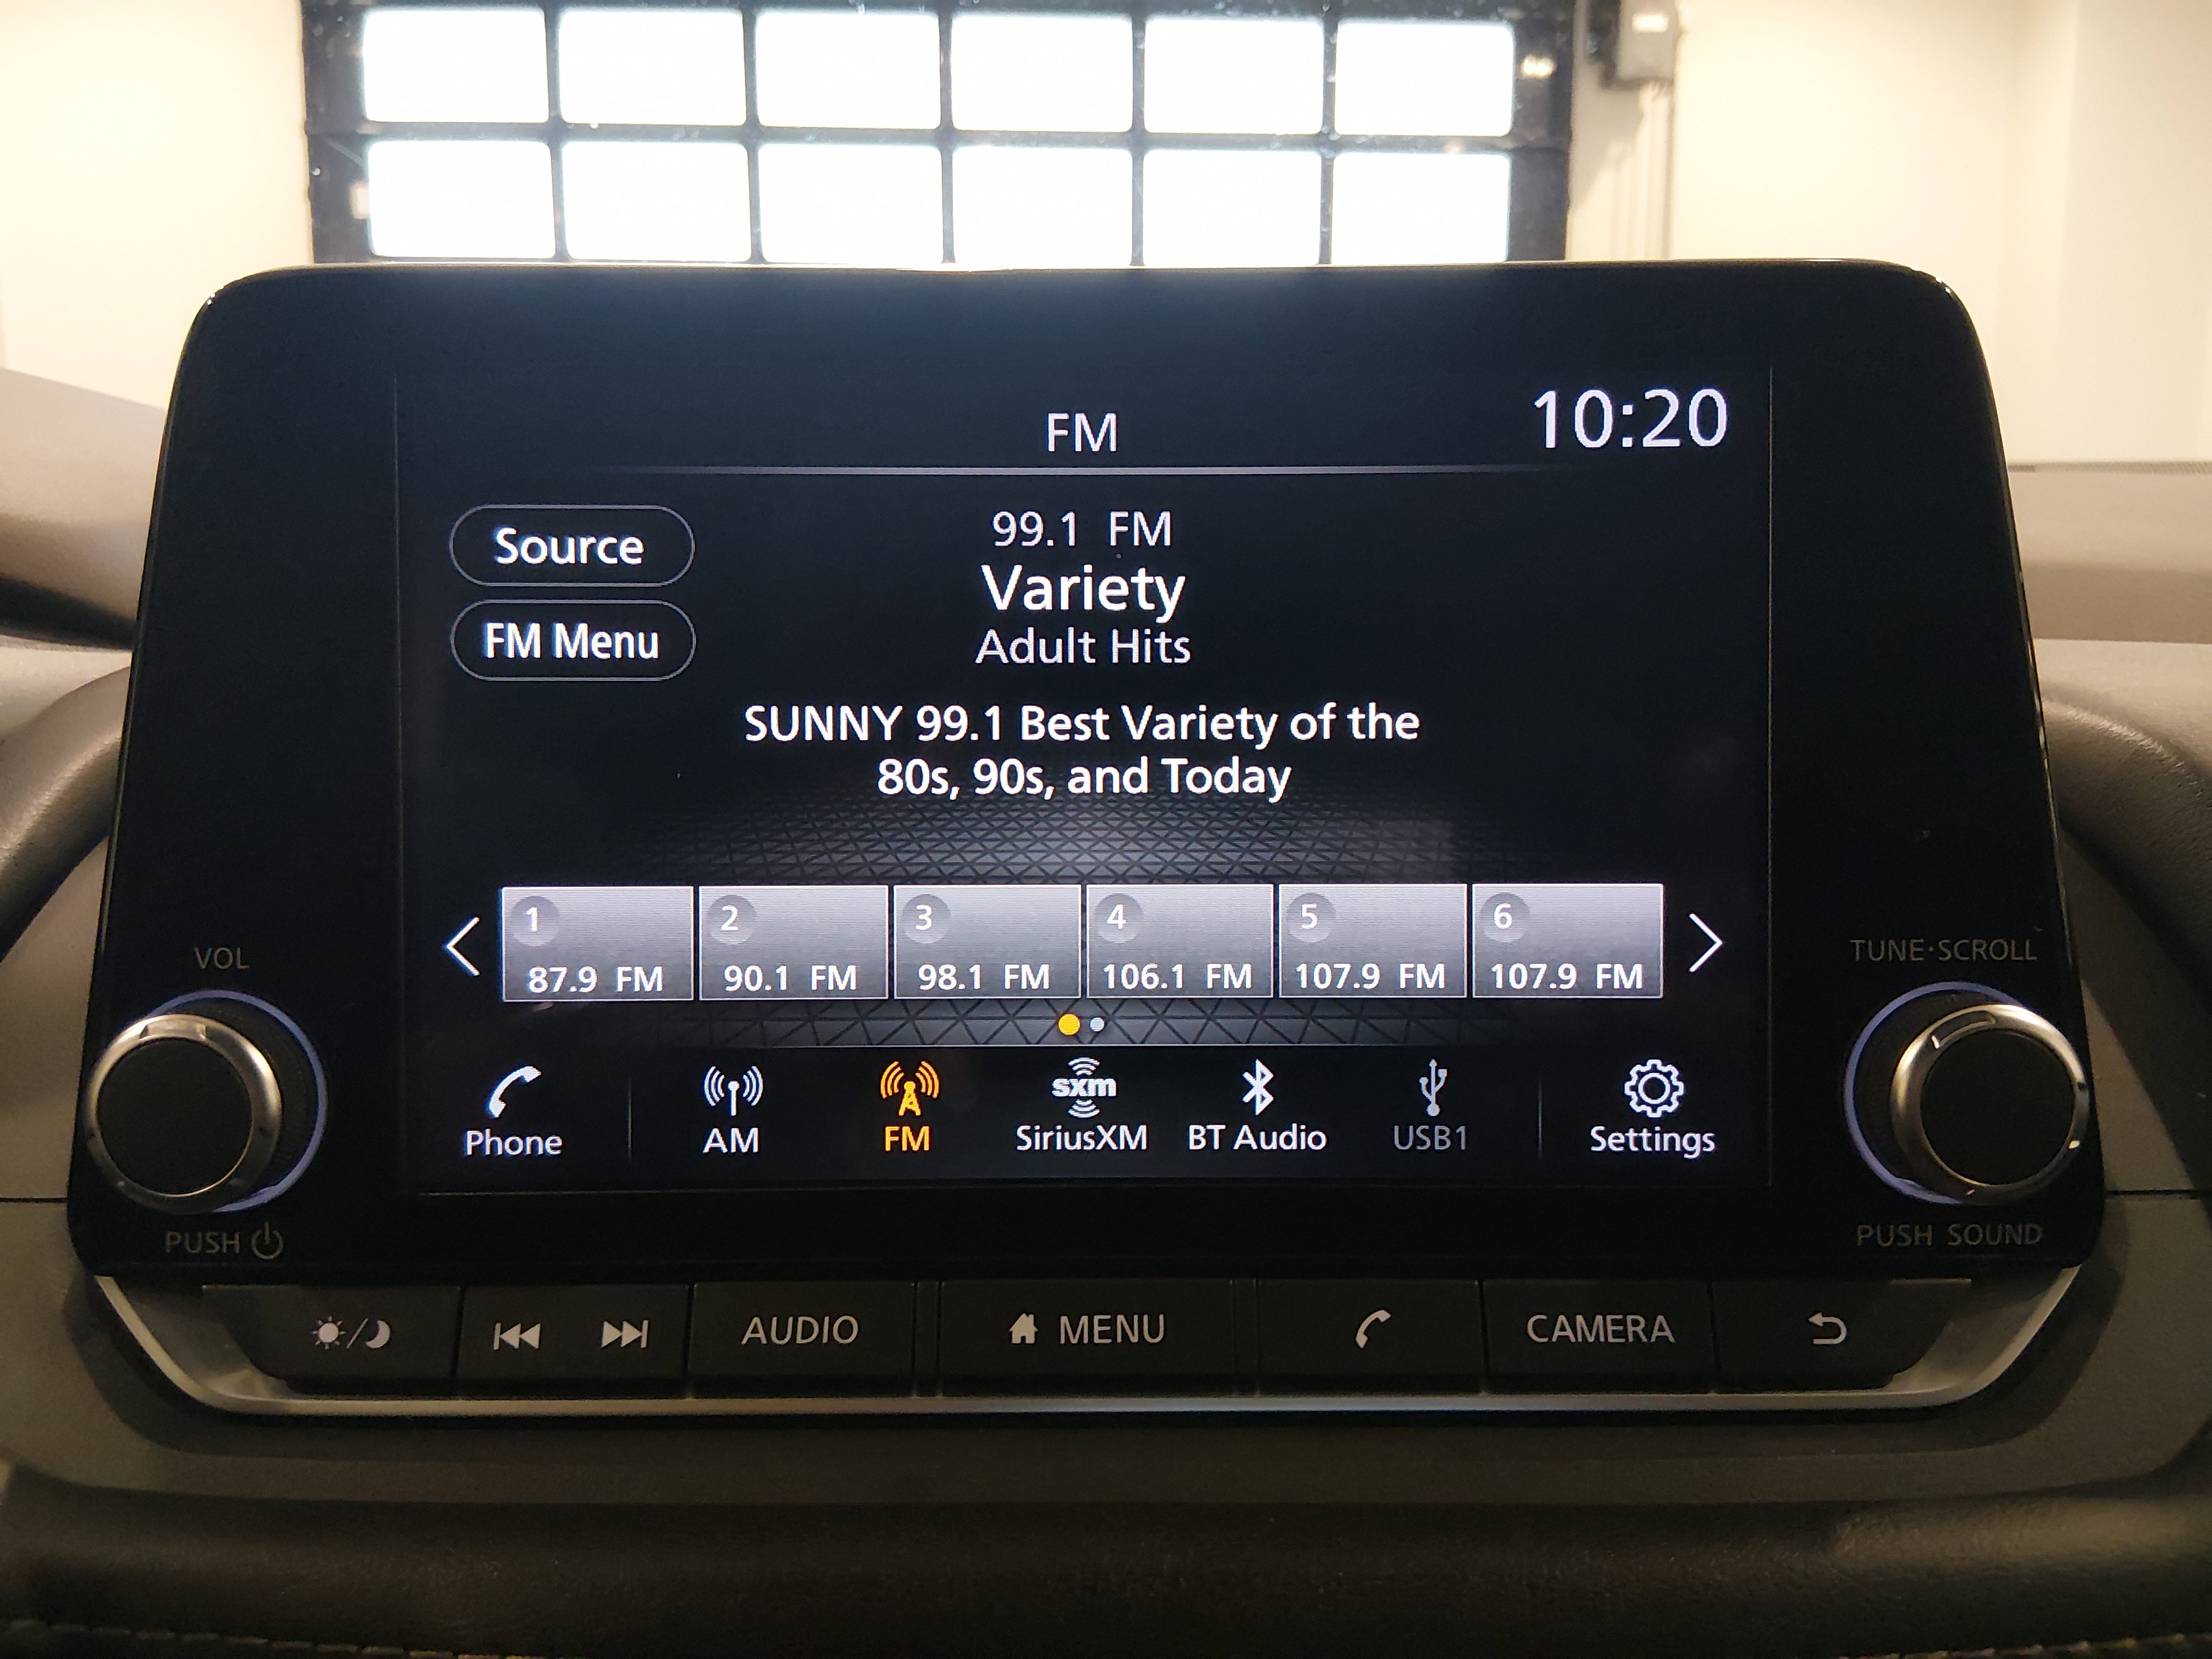 FM
10:20
Source
99.1 FM
Variety
FM Menu
Adult Hits
SUNNY 99.1 Best Variety of the
80s, 90s, and Today
1 2 3 4 5 6
87.9 FM 90.1 FM 98.1 FM 106.1 FM 107.9 FM 107.9 FM
VOL
TUNE·SCROLL
sxm
Phone AM FM SiriusXM BT Audio USB1 Settings
PUSH
PUSH SOUND
AUDIO MENU CAMERA